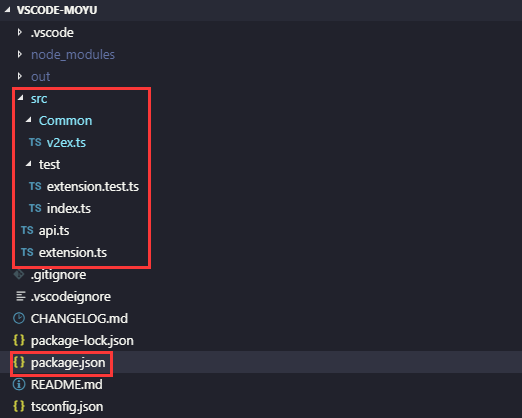 VSCODE-MOYU
.vscode
node_modules
out
src
Common
TS v2ex.ts
test
TS extension.test.ts
TS index.ts
TS api.ts
TS extension.ts
.gitignore
.vscodeignore
CHANGELOG.md
{ } package-lock.json
{ } package.json
README.md
{ } tsconfig.json